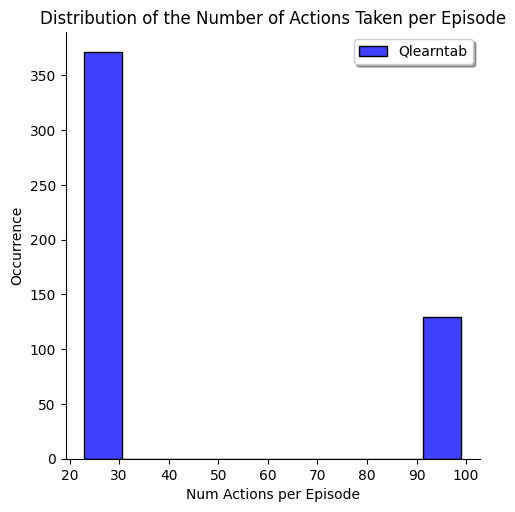 Distribution of the Number of Actions Taken per Episode
Qlearntab
350
300
250
200
150
100
50
0
Occurrence
20 30 40 50 60 70 80 90 100
Num Actions per Episode